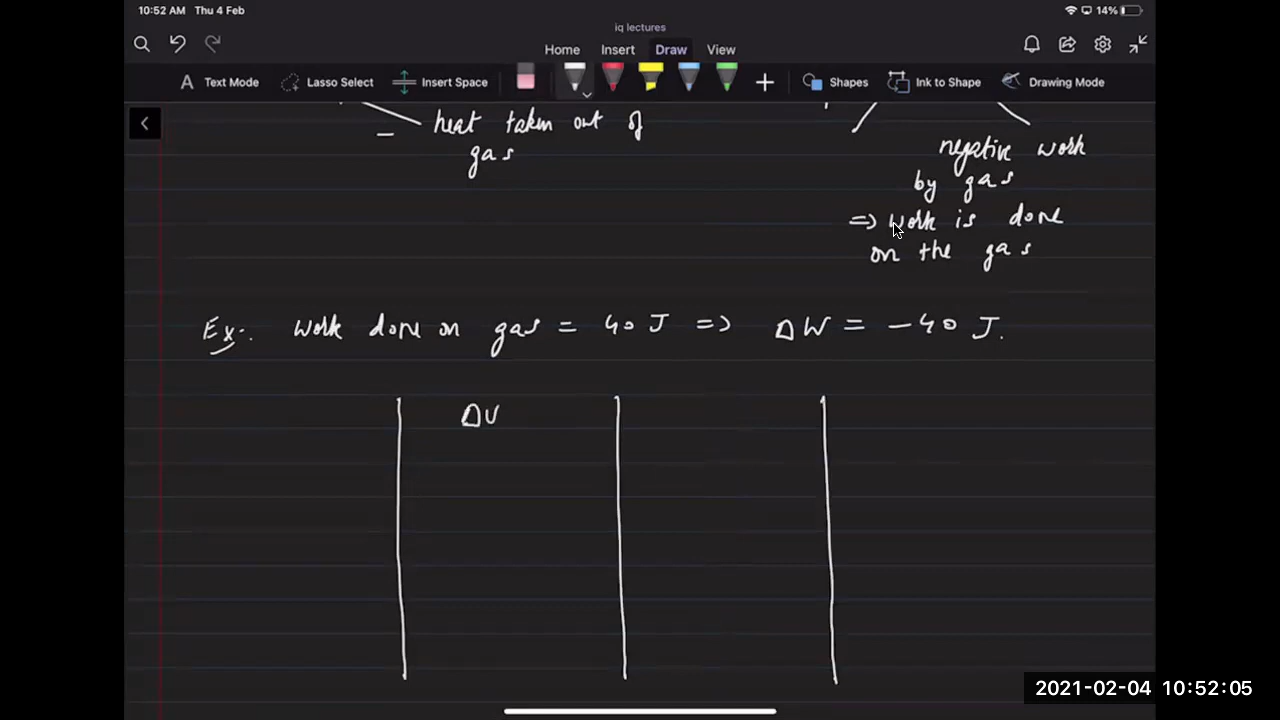 10:52 AM Thu 4 Feb
14%
iq lectures
Home Insert Draw View
Text Mode Lasso Select Insert Space Shapes Ink to Shape Drawing Mode
heat taken out of
gas
negative work
by gas
=> work is done
on the gas
Ex:- work done on gas = 40 J => ΔW = -40 J.
ΔU
2021-02-04 10:52:05